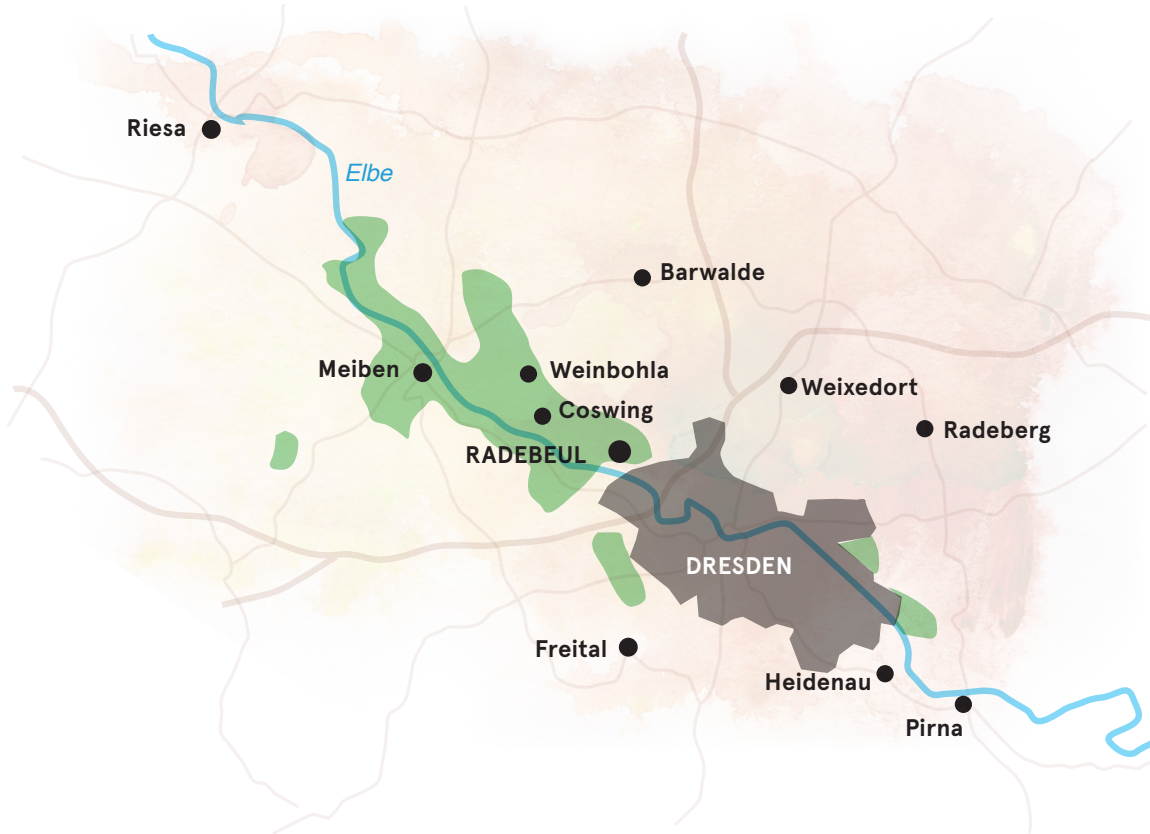 Riesa
Elbe
Barwalde
Meiben
Weinbohla
Weixedort
Coswing
Radeberg
RADEBEUL
DRESDEN
Freital
Heidenau
Pirna